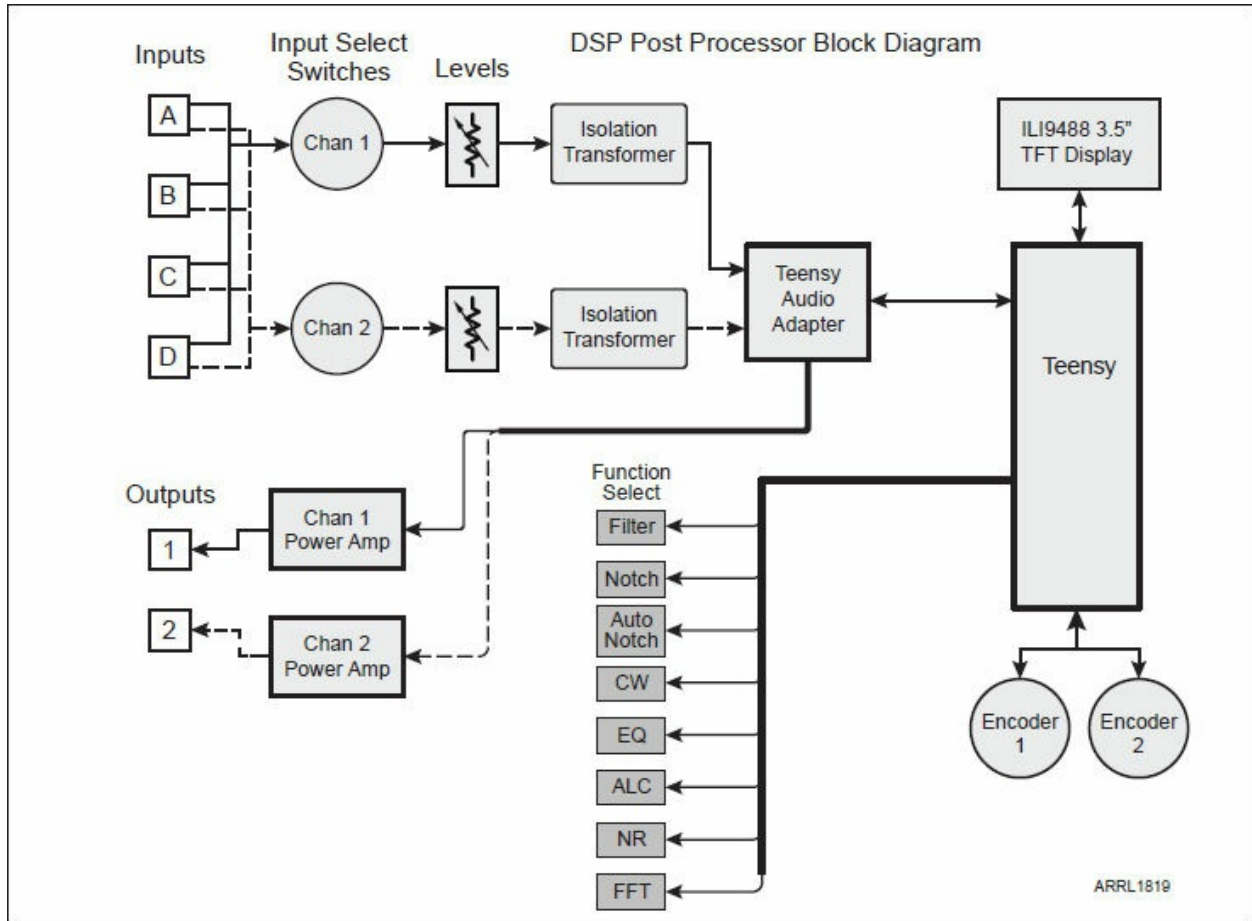 DSP Post Processor Block Diagram
Inputs
Input Select
Switches
Levels
A
B
C
D
Chan 1
Chan 2
Isolation
Transformer
Isolation
Transformer
ILI9488 3.5"
TFT Display
Teensy
Audio
Adapter
Teensy
Outputs
1
2
Chan 1
Power Amp
Chan 2
Power Amp
Function
Select
Filter
Notch
Auto
Notch
CW
EQ
ALC
NR
FFT
Encoder
1
Encoder
2
ARRL1819